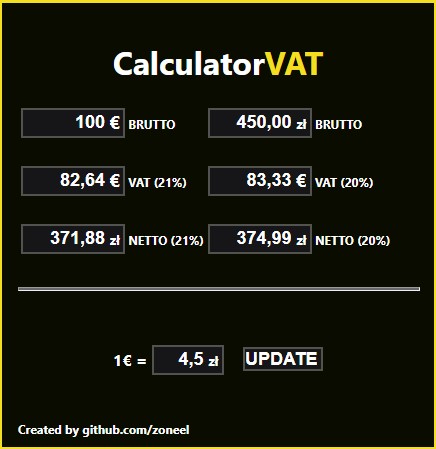 CalculatorVAT
100 € BRUTTO 450,00 zł BRUTTO
82,64 € VAT (21%) 83,33 € VAT (20%)
371,88 zł NETTO (21%) 374,99 zł NETTO (20%)
1€ = 4,5 zł UPDATE
Created by github.com/zoneel